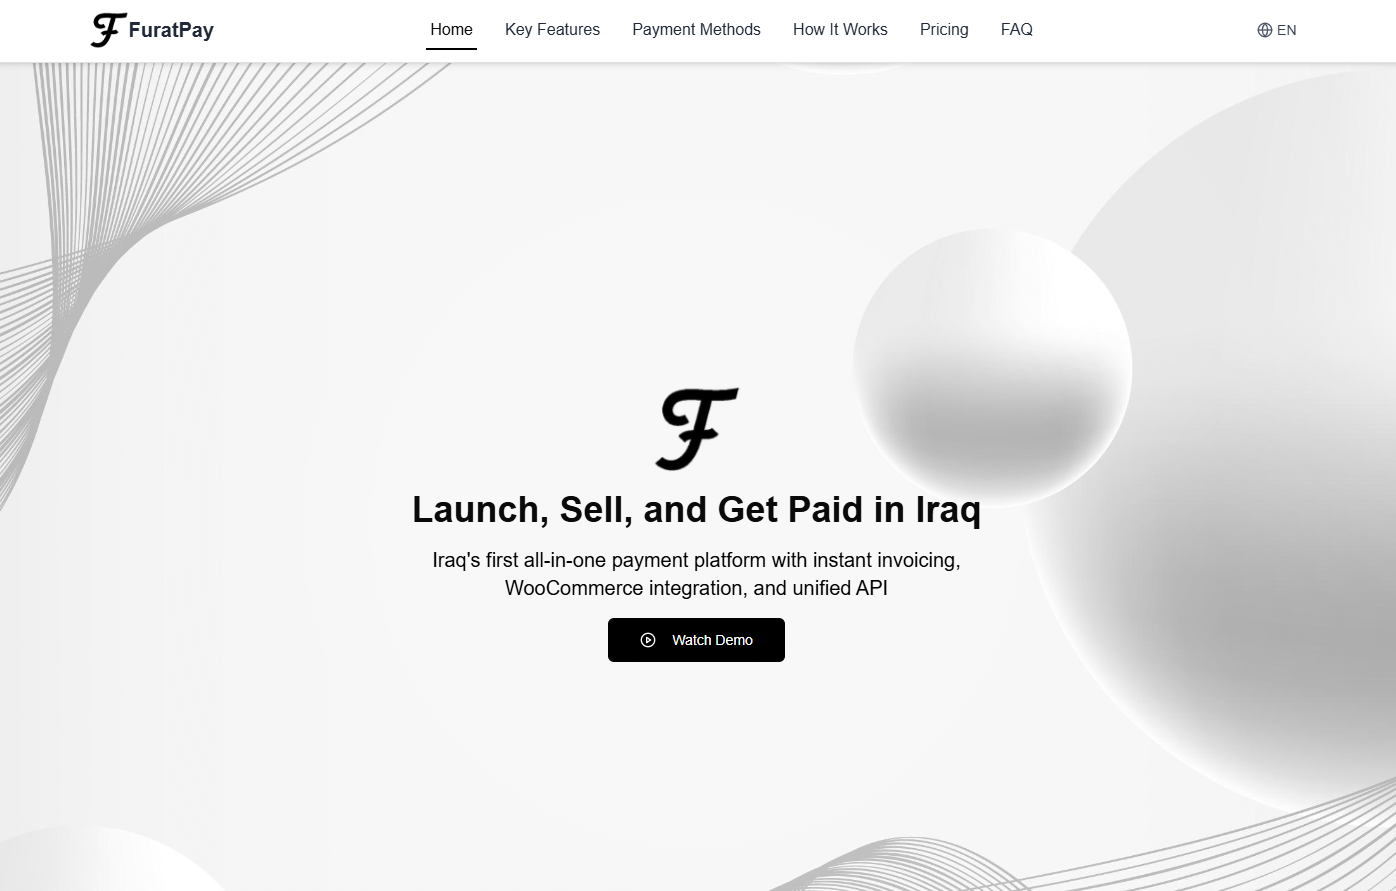 FuratPay
Home
Key Features
Payment Methods
How It Works
Pricing
FAQ
EN
Launch, Sell, and Get Paid in Iraq
Iraq's first all-in-one payment platform with instant invoicing,
WooCommerce integration, and unified API
Watch Demo